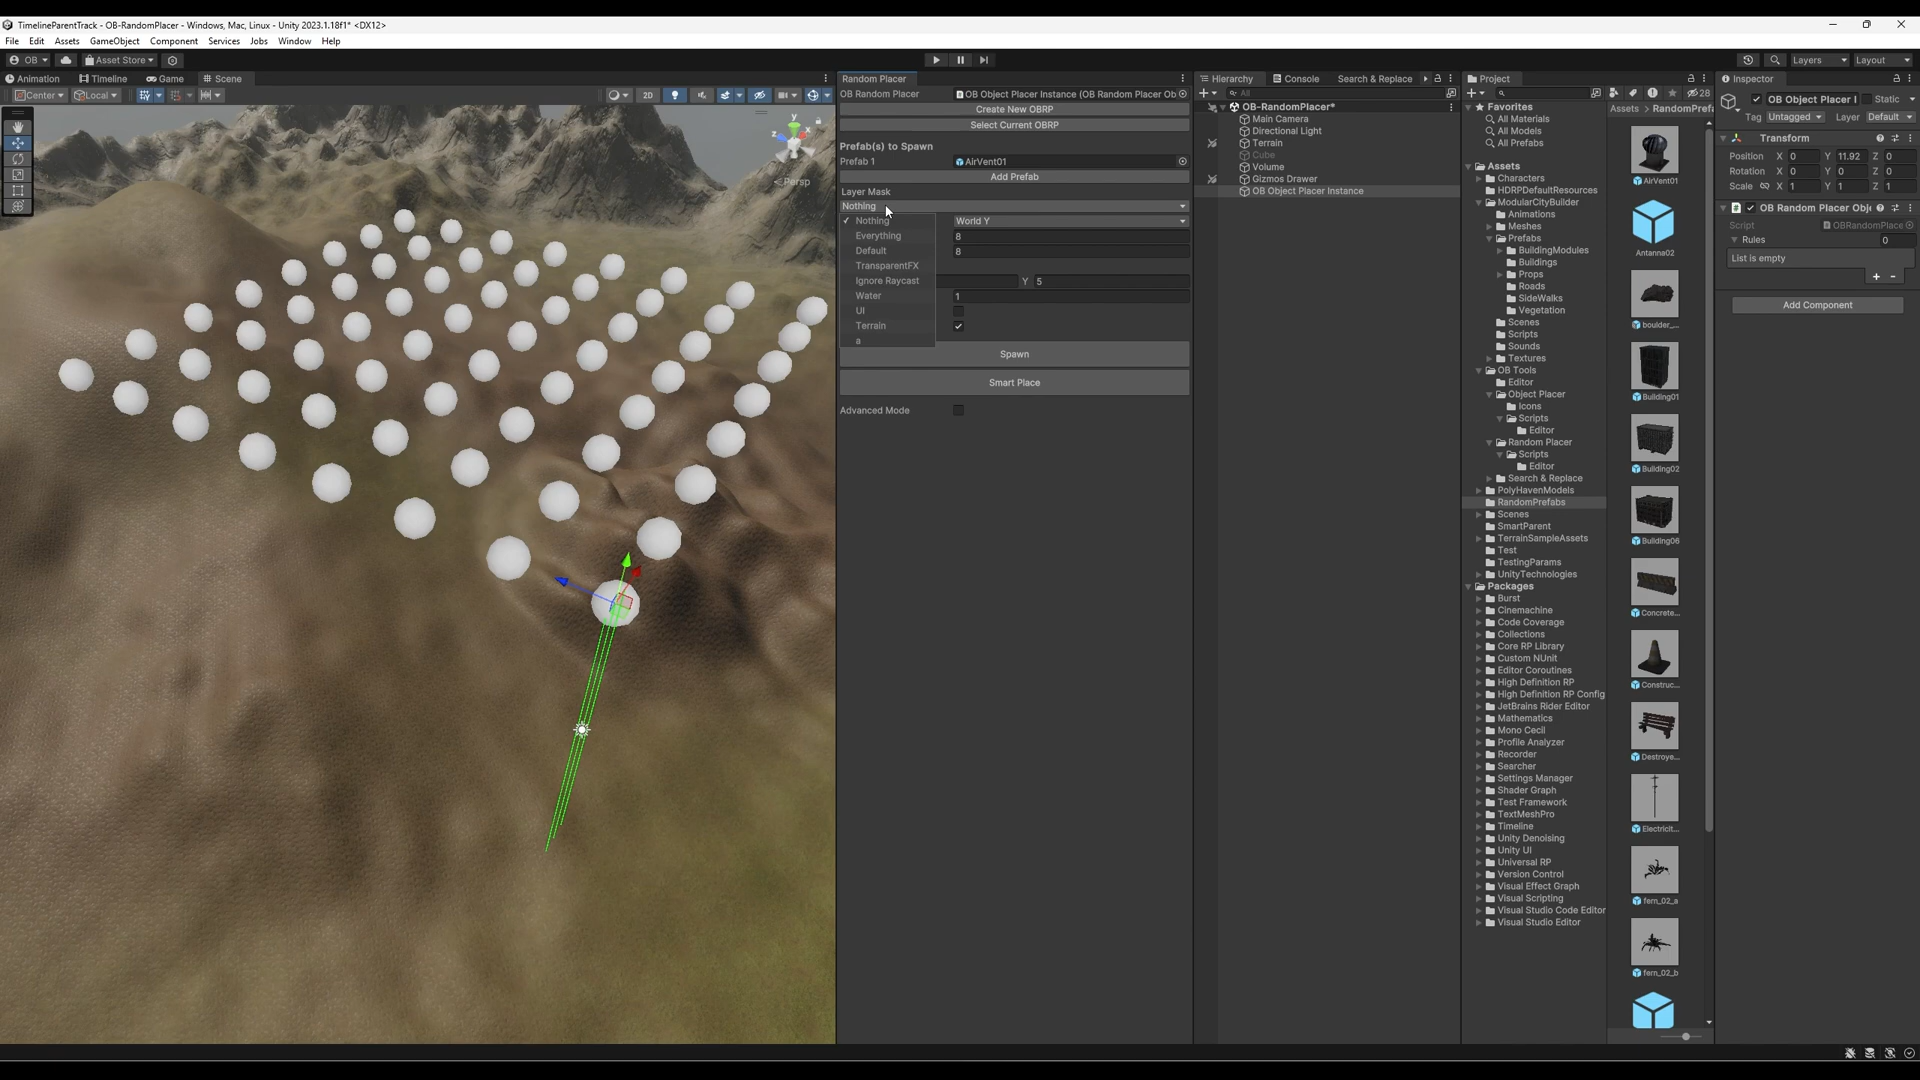 TimelineParentTrack - OB-RandomPlacer - Windows, Mac, Linux - Unity 2023.1.18f1* <DX12>
File Edit Assets GameObject Component Services Jobs Window Help
OB Asset Store Layers Layout
Animation Timeline Game Scene
Center Local 2D
y
z
Persp
Random Placer
OB Random Placer OB Object Placer Instance (OB Random Placer Ob
Create New OBRP
Select Current OBRP
Prefab(s) to Spawn
Prefab 1 AirVent01
Add Prefab
Layer Mask
Nothing
Nothing World Y
Everything 8
Default 8
TransparentFX
Ignore Raycast Y 5
Water 1
UI
Terrain
a
Spawn
Smart Place
Advanced Mode
Hierarchy Console Search & Replace
All
OB-RandomPlacer*
Main Camera
Directional Light
Terrain
Cube
Volume
Gizmos Drawer
OB Object Placer Instance
Project
28
Favorites
All Materials
All Models
All Prefabs
Assets
Characters
HDRPDefaultResources
ModularCityBuilder
Animations
Meshes
Prefabs
BuildingModules
Buildings
Props
Roads
SideWalks
Vegetation
Scenes
Scripts
Sounds
Textures
OB Tools
Editor
Object Placer
Icons
Scripts
Editor
Random Placer
Scripts
Editor
Search & Replace
PolyHavenModels
RandomPrefabs
Scenes
SmartParent
TerrainSampleAssets
Test
TestingParams
UnityTechnologies
Packages
Burst
Cinemachine
Code Coverage
Collections
Core RP Library
Custom NUnit
Editor Coroutines
High Definition RP
High Definition RP Config
JetBrains Rider Editor
Mathematics
Mono Cecil
Profile Analyzer
Recorder
Searcher
Settings Manager
Shader Graph
Test Framework
TextMeshPro
Timeline
Unity Denoising
Unity UI
Universal RP
Version Control
Visual Effect Graph
Visual Scripting
Visual Studio Code Editor
Visual Studio Editor
Assets RandomPrefa
AirVent01
Antanna02
boulder_...
Building01
Building02
Building06
Concrete...
Construc...
Destroye...
Electricit...
fern_02_a
fern_02_b
Inspector
OB Object Placer I Static
Tag Untagged Layer Default
Transform
Position X 0 Y 11.92 Z 0
Rotation X 0 Y 0 Z 0
Scale X 1 Y 1 Z 1
OB Random Placer Obje
Script OBRandomPlace
Rules 0
List is empty
+ -
Add Component